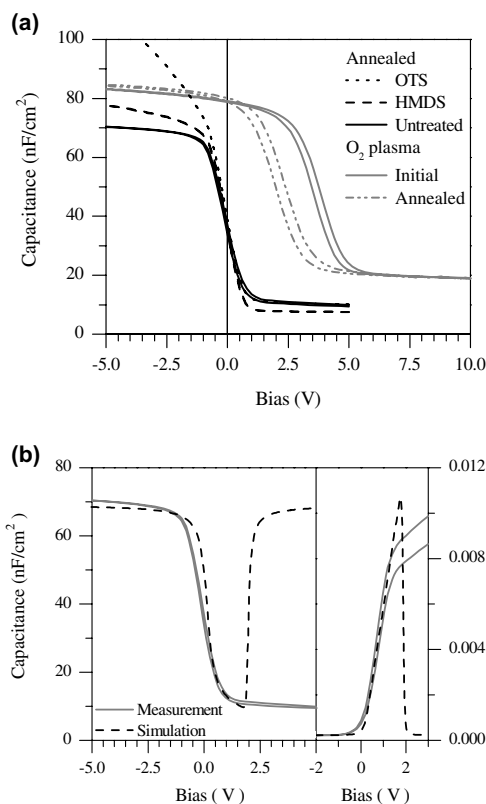 (a)
100
80
60
40
20
0
Capacitance (nF/cm²)
Annealed
OTS
HMDS
Untreated
O₂ plasma
Initial
Annealed
-5.0 -2.5 0.0 2.5 5.0 7.5 10.0
Bias (V)
(b)
80
60
40
20
0
Capacitance (nF/cm²)
Measurement
Simulation
0.012
0.008
0.004
0.000
-5.0 -2.5 0.0 2.5 -2 0 2
Bias ( V ) Bias ( V )